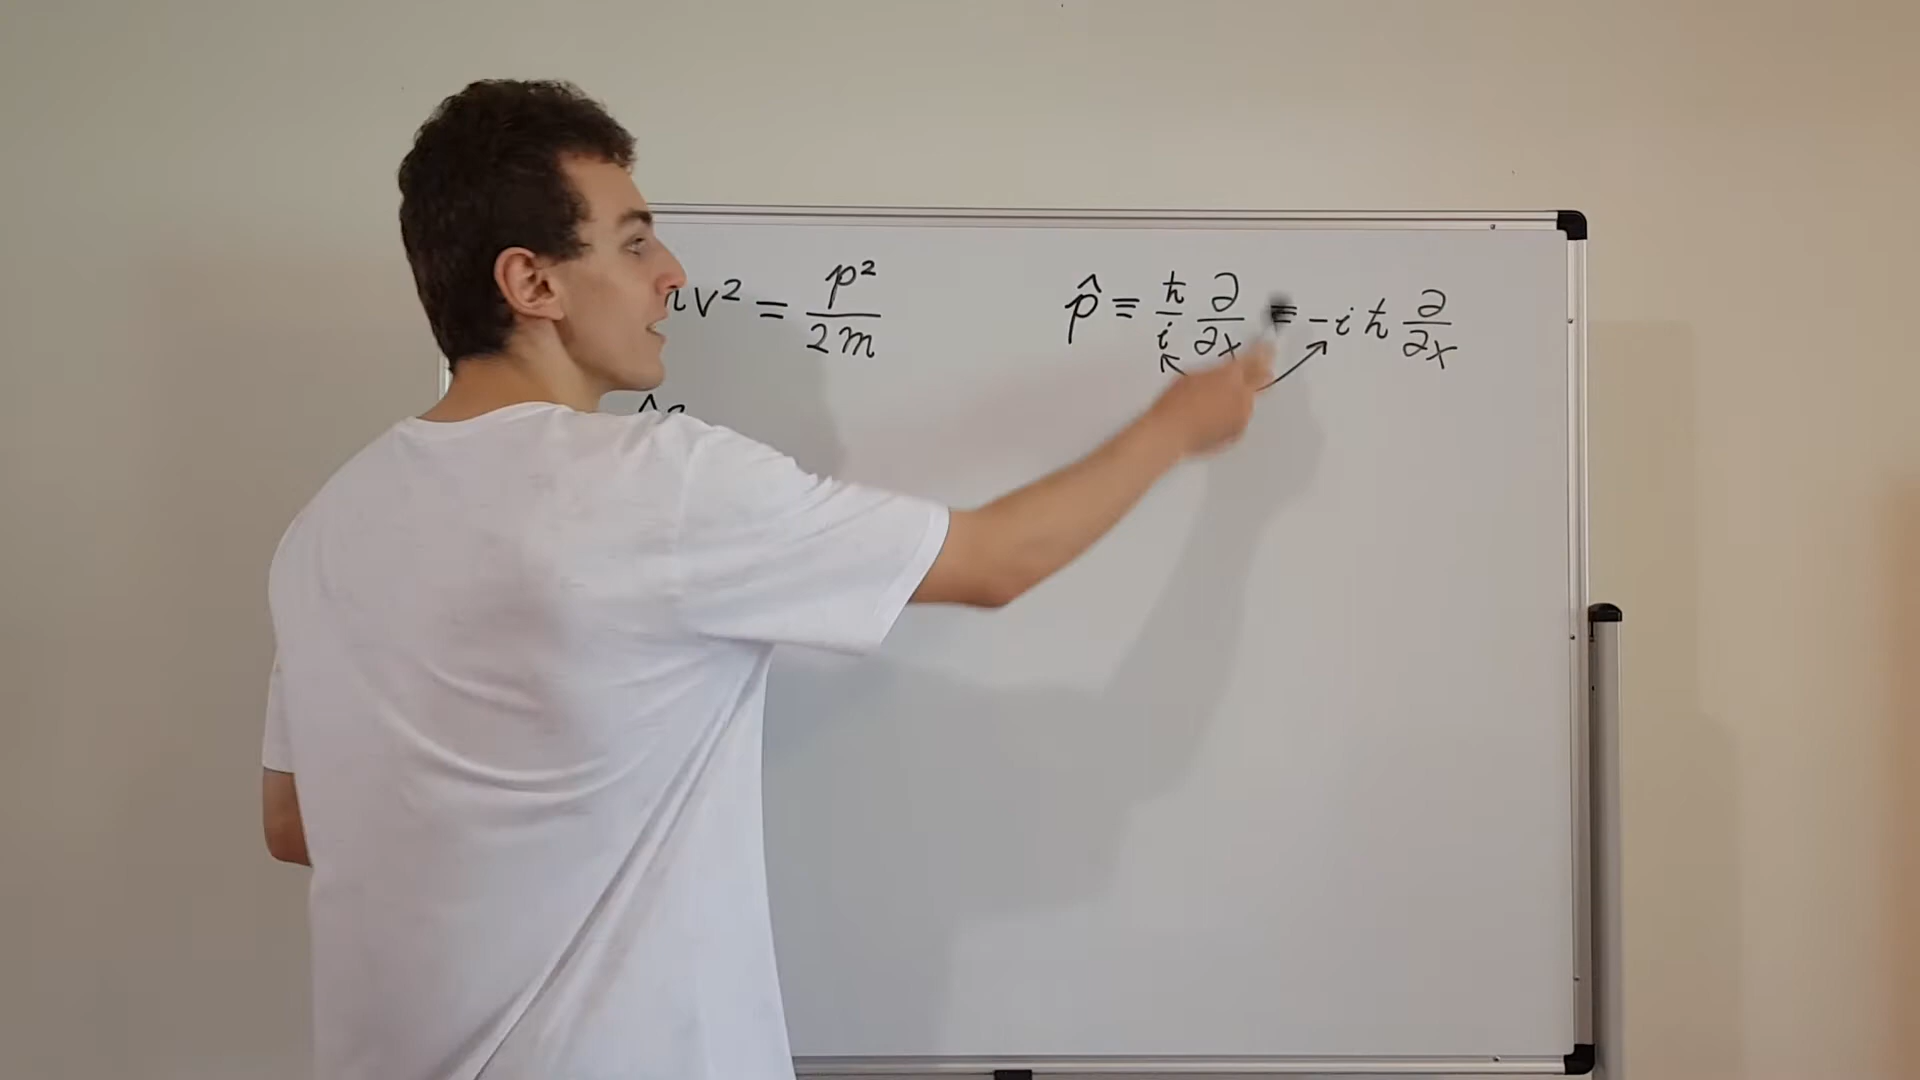 v² = p²/2m
p̂ ≡ ħ/i ∂/∂x ≡ -iħ ∂/∂x